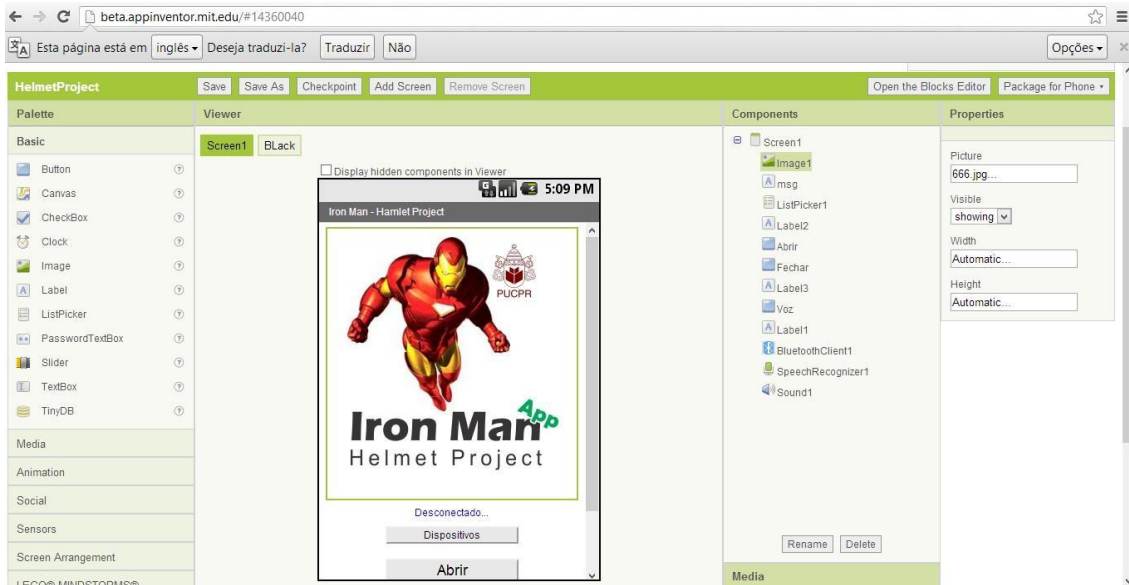 beta.appinventor.mit.edu/#14360040
Esta página está em inglês Deseja traduzi-la? Traduzir Não Opções
HelmetProject Save Save As Checkpoint Add Screen Remove Screen Open the Blocks Editor Package for Phone
Palette Viewer Components Properties
Basic
Button
Canvas
CheckBox
Clock
Image
Label
ListPicker
PasswordTextBox
Slider
TextBox
TinyDB
Media
Animation
Social
Sensors
Screen Arrangement
LEGO® MINDSTORMS®
Screen1 BLack
Display hidden components in Viewer
5:09 PM
Iron Man - Hamlet Project
PUCPR
Iron Man App
Helmet Project
Desconectado...
Dispositivos
Abrir
Screen1
Image1
msg
ListPicker1
Label2
Abrir
Fechar
Label3
Voz
Label1
BluetoothClient1
SpeechRecognizer1
Sound1
Rename Delete
Media
Picture
666.jpg...
Visible
showing
Width
Automatic...
Height
Automatic...